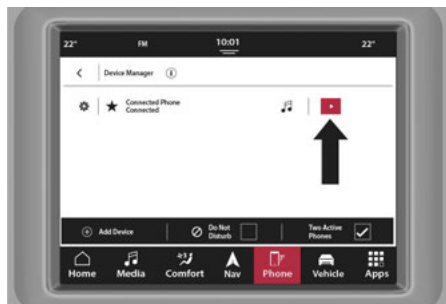 22° FM 10:01 22°
Device Manager
Connected Phone
Connected
Add Device
Do Not
Disturb
Two Active
Phones
Home Media Comfort Nav Phone Vehicle Apps